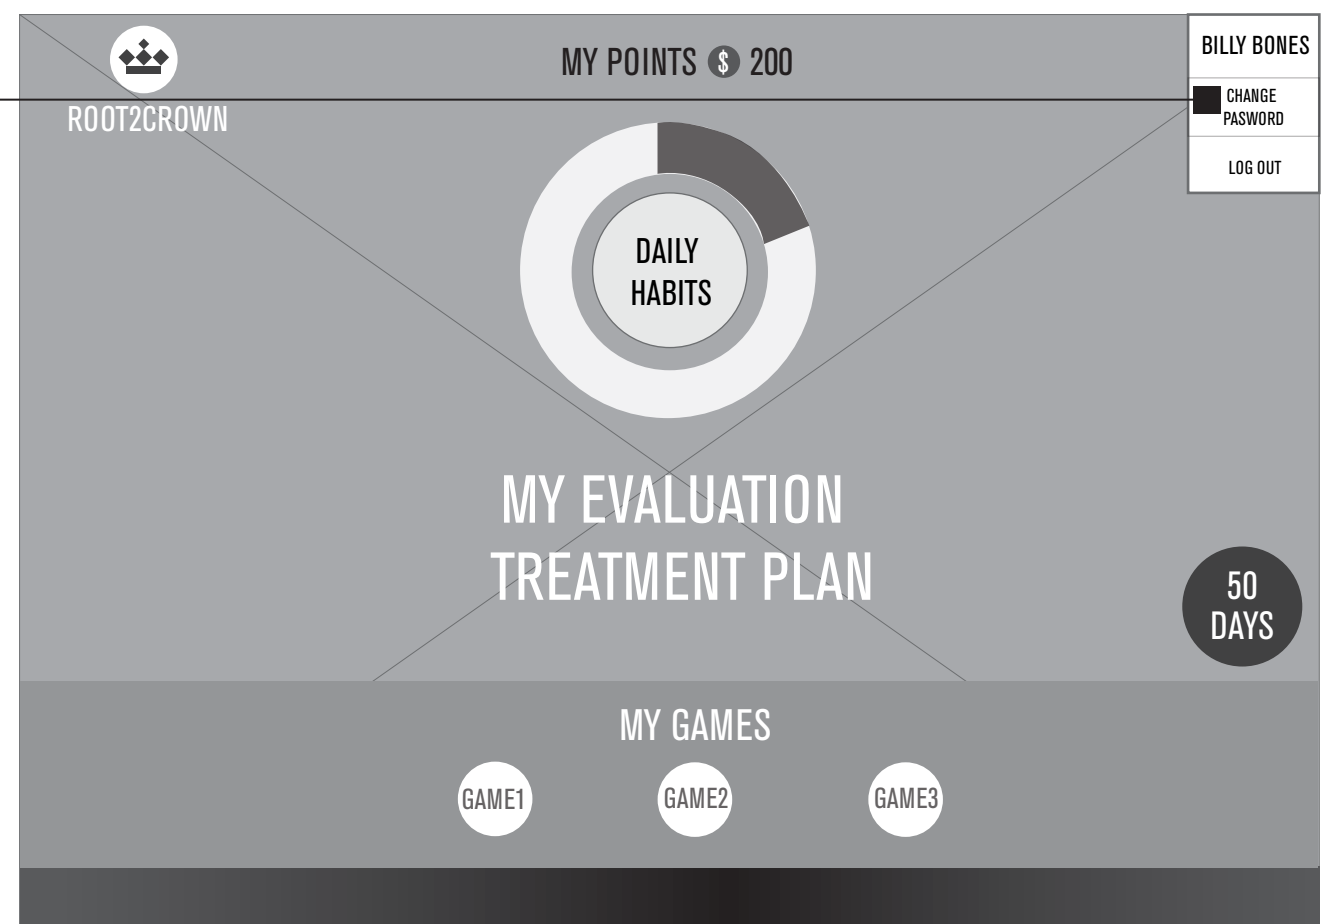 MY POINTS $ 200
BILLY BONES
CHANGE
PASWORD
LOG OUT
ROOT2CROWN
DAILY
HABITS
MY EVALUATION
TREATMENT PLAN
50
DAYS
MY GAMES
GAME1
GAME2
GAME3